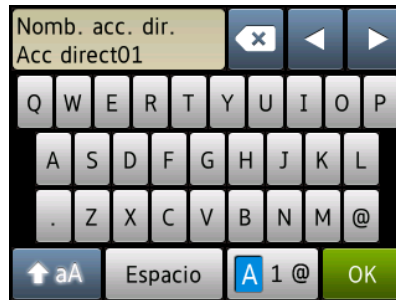 Nomb. acc. dir.
Acc direct01
Q W E R T Y U I O P
A S D F G H J K L
. Z X C V B N M @
aA Espacio A 1 @ OK